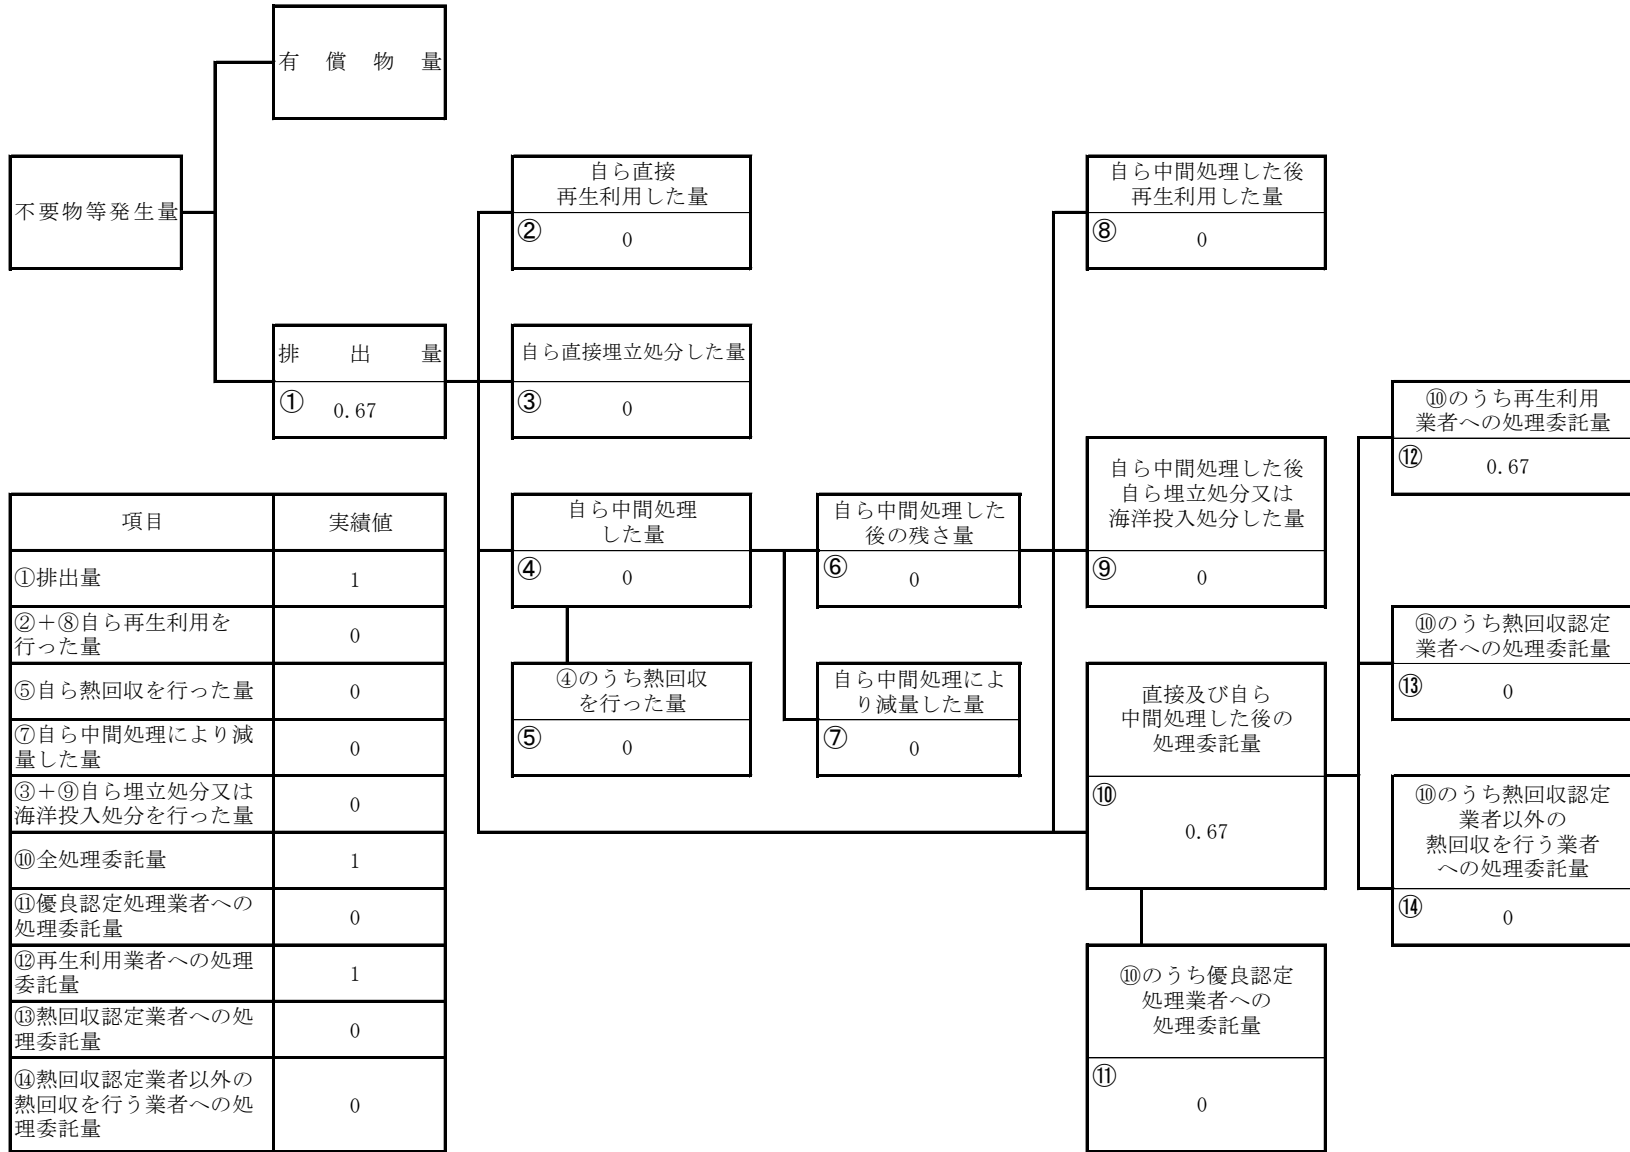 有償物量
不要物等発生量
排出量
① 0.67
自ら直接
再生利用した量
② 0
自ら直接埋立処分した量
③ 0
自ら中間処理
した量
④ 0
④のうち熱回収
を行った量
⑤ 0
自ら中間処理した
後の残さ量
⑥ 0
自ら中間処理によ
り減量した量
⑦ 0
自ら中間処理した後
再生利用した量
⑧ 0
自ら中間処理した後
自ら埋立処分又は
海洋投入処分した量
⑨ 0
直接及び自ら
中間処理した後の
処理委託量
⑩
0.67
⑩のうち優良認定
処理業者への
処理委託量
⑪
0
⑩のうち再生利用
業者への処理委託量
⑫ 0.67
⑩のうち熱回収認定
業者への処理委託量
⑬ 0
⑩のうち熱回収認定
業者以外の
熱回収を行う業者
への処理委託量
⑭ 0
項目 実績値
①排出量 1
②+⑧自ら再生利用を
行った量 0
⑤自ら熱回収を行った量 0
⑦自ら中間処理により減
量した量 0
③+⑨自ら埋立処分又は
海洋投入処分を行った量 0
⑩全処理委託量 1
⑪優良認定処理業者への
処理委託量 0
⑫再生利用業者への処理
委託量 1
⑬熱回収認定業者への処
理委託量 0
⑭熱回収認定業者以外の
熱回収を行う業者への処
理委託量 0